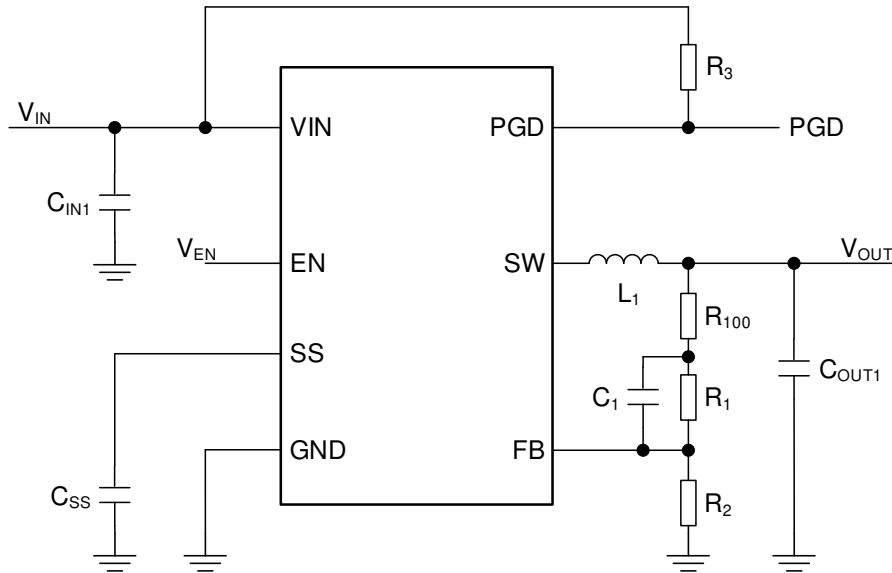 R3
VIN
VIN
PGD
PGD
CIN1
VEN
EN
SW
VOUT
L1
R100
SS
C1
R1
COUT1
GND
FB
CSS
R2